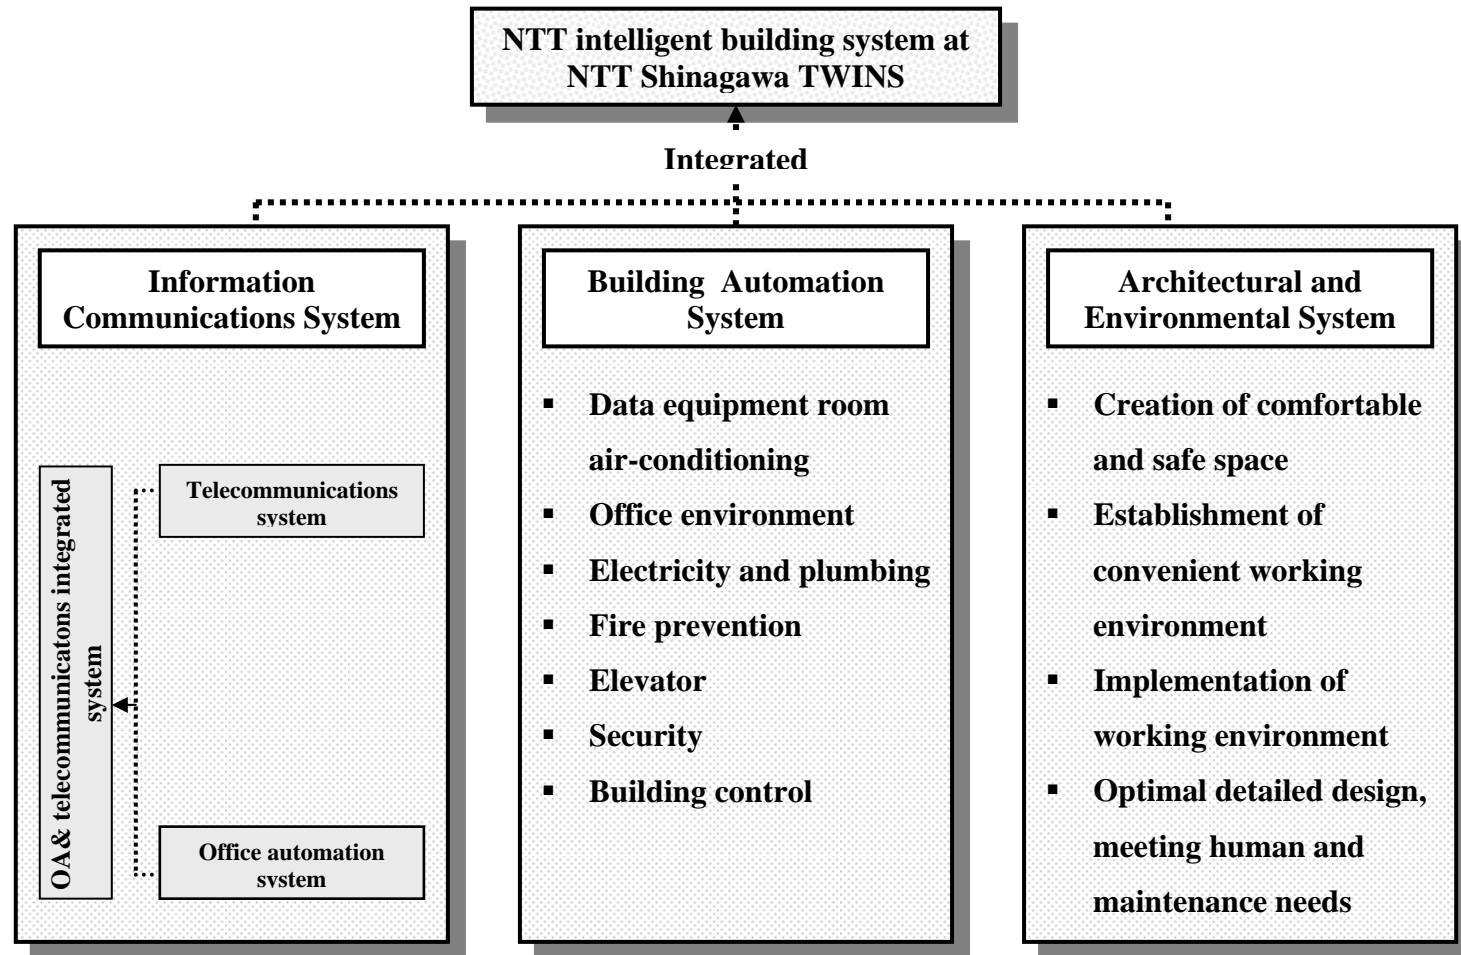 NTT intelligent building system at
NTT Shinagawa TWINS
Integrated
Information
Communications System
OA& telecommunicatons integrated
system
Telecommunications
system
Office automation
system
Building Automation
System
▪ Data equipment room
air-conditioning
▪ Office environment
▪ Electricity and plumbing
▪ Fire prevention
▪ Elevator
▪ Security
▪ Building control
Architectural and
Environmental System
▪ Creation of comfortable
and safe space
▪ Establishment of
convenient working
environment
▪ Implementation of
working environment
▪ Optimal detailed design,
meeting human and
maintenance needs